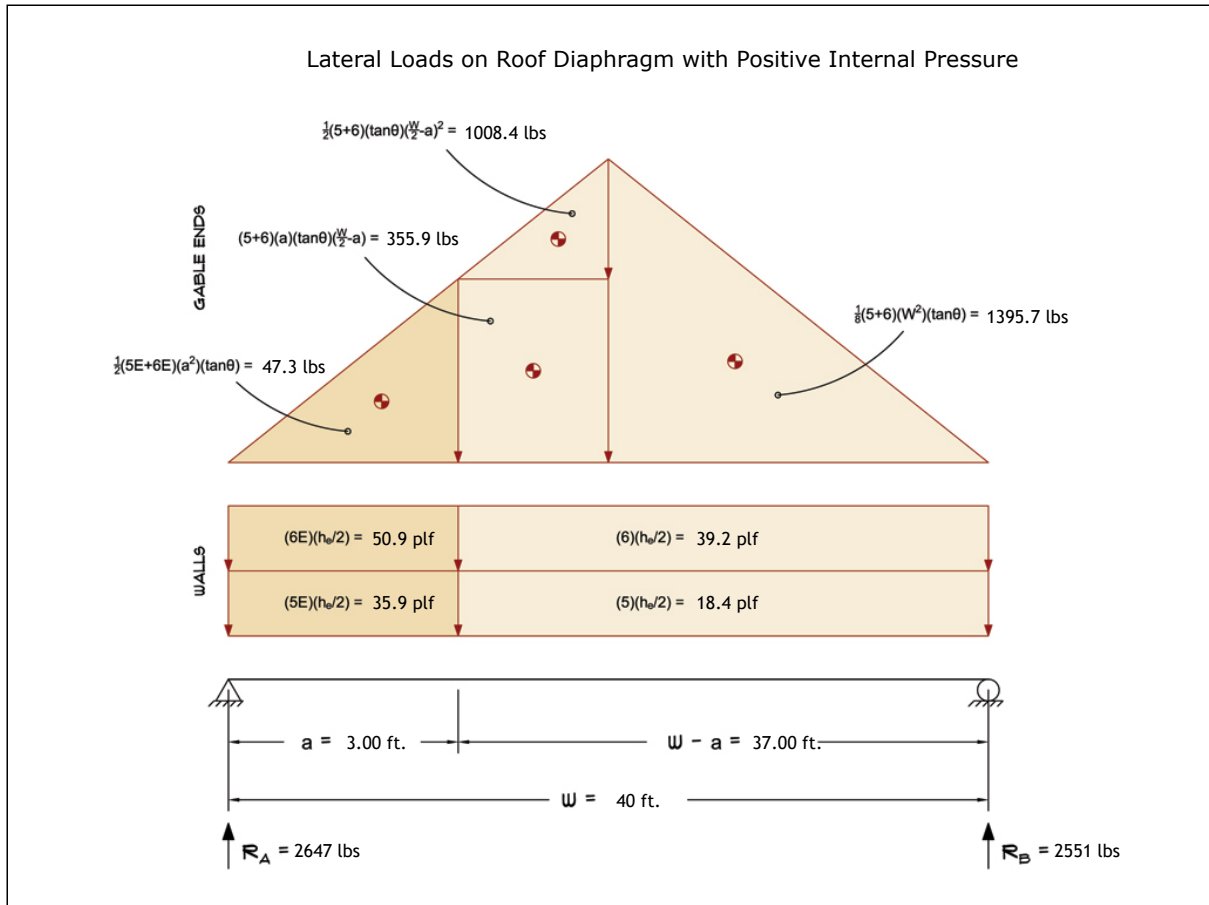 Lateral Loads on Roof Diaphragm with Positive Internal Pressure
½(5+6)(tanθ)(W/2-a)² = 1008.4 lbs
GABLE ENDS
(5+6)(a)(tanθ)(W/2-a) = 355.9 lbs
⅛(5+6)(W²)(tanθ) = 1395.7 lbs
½(5E+6E)(a²)(tanθ) = 47.3 lbs
WALLS
(6E)(hₑ/2) = 50.9 plf
(6)(hₑ/2) = 39.2 plf
(5E)(hₑ/2) = 35.9 plf
(5)(hₑ/2) = 18.4 plf
a = 3.00 ft.
W - a = 37.00 ft.
W = 40 ft.
R_A = 2647 lbs
R_B = 2551 lbs